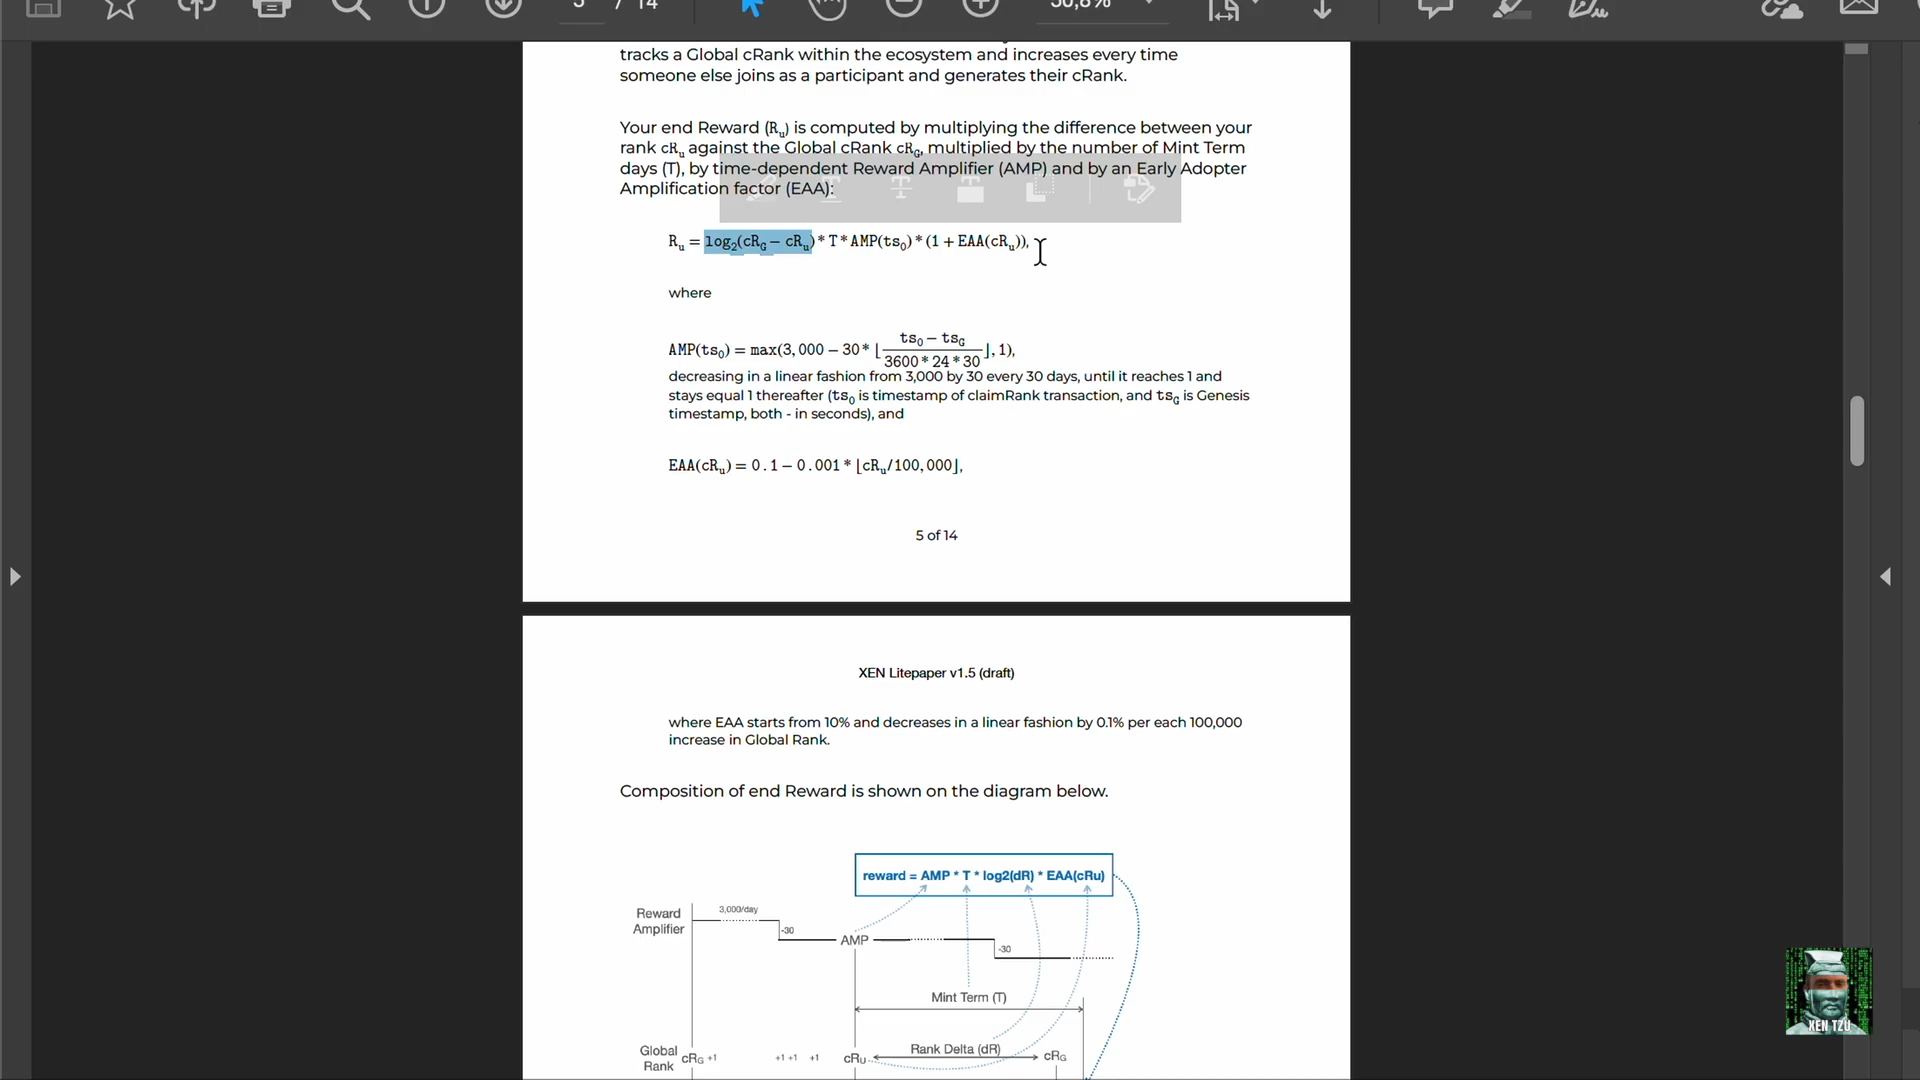 5 / 14
50,8%
tracks a Global cRank within the ecosystem and increases every time
someone else joins as a participant and generates their cRank.
Your end Reward (Rᵤ) is computed by multiplying the difference between your
rank cRᵤ against the Global cRank cR_G, multiplied by the number of Mint Term
days (T), by time-dependent Reward Amplifier (AMP) and by an Early Adopter
Amplification factor (EAA):
Rᵤ = log₂(cR_G − cRᵤ) * T * AMP(ts₀) * (1 + EAA(cRᵤ)),
where
AMP(ts₀) = max(3,000 − 30 * ⌊(ts₀ − ts_G)/(3600 * 24 * 30)⌋, 1),
decreasing in a linear fashion from 3,000 by 30 every 30 days, until it reaches 1 and
stays equal 1 thereafter (ts₀ is timestamp of claimRank transaction, and ts_G is Genesis
timestamp, both - in seconds), and
EAA(cRᵤ) = 0.1 − 0.001 * ⌊cRᵤ/100,000⌋,
5 of 14
XEN Litepaper v1.5 (draft)
where EAA starts from 10% and decreases in a linear fashion by 0.1% per each 100,000
increase in Global Rank.
Composition of end Reward is shown on the diagram below.
reward = AMP * T * log2(dR) * EAA(cRu)
Reward
Amplifier
3,000/day
-30
AMP
-30
Mint Term (T)
Global
Rank
cR_G +1
+1 +1 +1
cR_U
Rank Delta (dR)
cR_G
XEN TZU